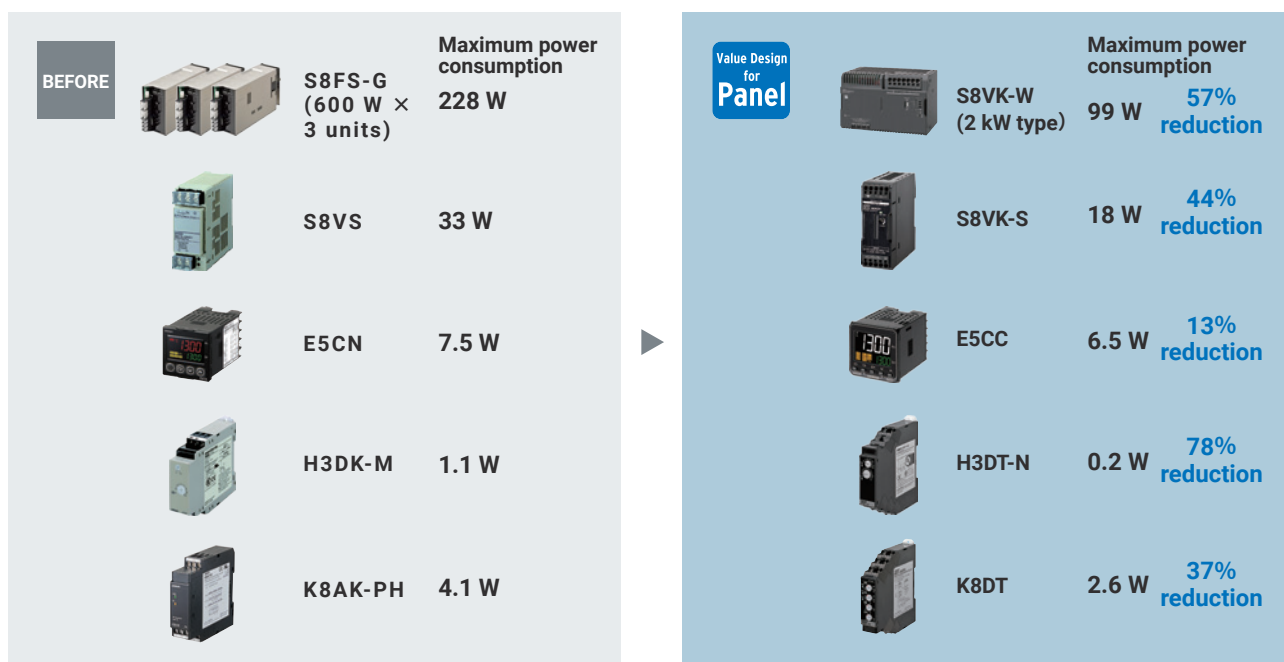 BEFORE
S8FS-G
(600 W ×
3 units)
Maximum power
consumption
228 W
S8VS
33 W
E5CN
7.5 W
H3DK-M
1.1 W
K8AK-PH
4.1 W
Value Design
for
Panel
S8VK-W
(2 kW type)
Maximum power
consumption
99 W
57%
reduction
S8VK-S
18 W
44%
reduction
E5CC
6.5 W
13%
reduction
H3DT-N
0.2 W
78%
reduction
K8DT
2.6 W
37%
reduction
1300
1300